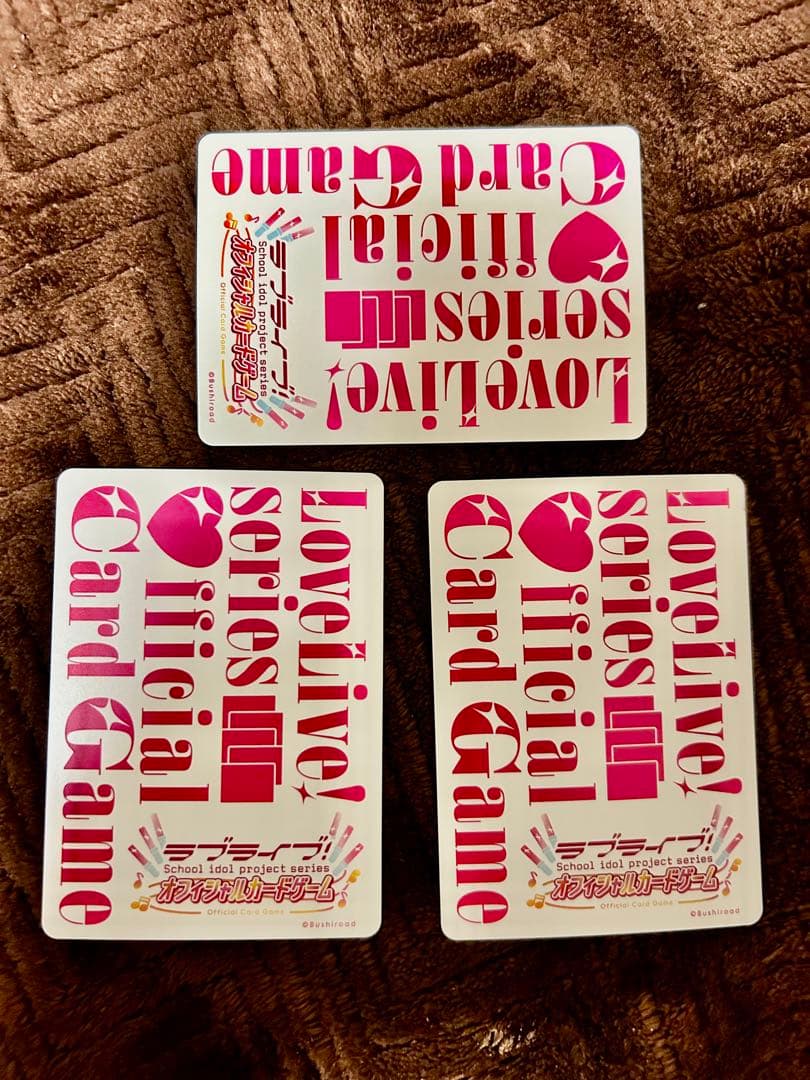 LoveLive!
series
Official
Card Game
ラブライブ!
School idol project series
オフィシャルカードゲーム
Official Card Game
©Bushiroad
LoveLive!
series
Official
Card Game
ラブライブ!
School idol project series
オフィシャルカードゲーム
Official Card Game
©Bushiroad
LoveLive!
series
Official
Card Game
ラブライブ!
School idol project series
オフィシャルカードゲーム
Official Card Game
©Bushiroad